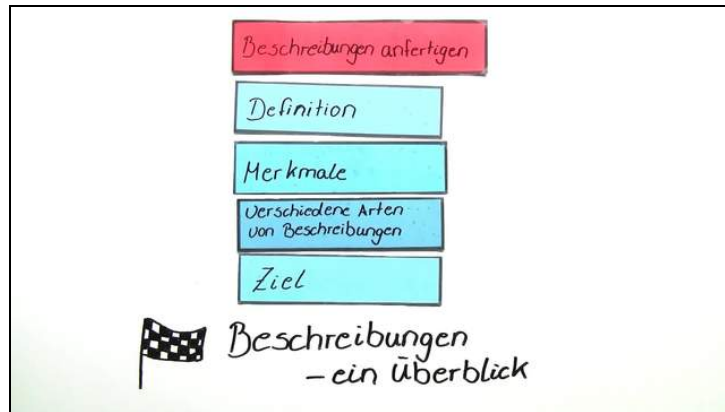 Beschreibungen anfertigen
Definition
Merkmale
Verschiedene Arten
von Beschreibungen
Ziel
Beschreibungen
- ein Überblick